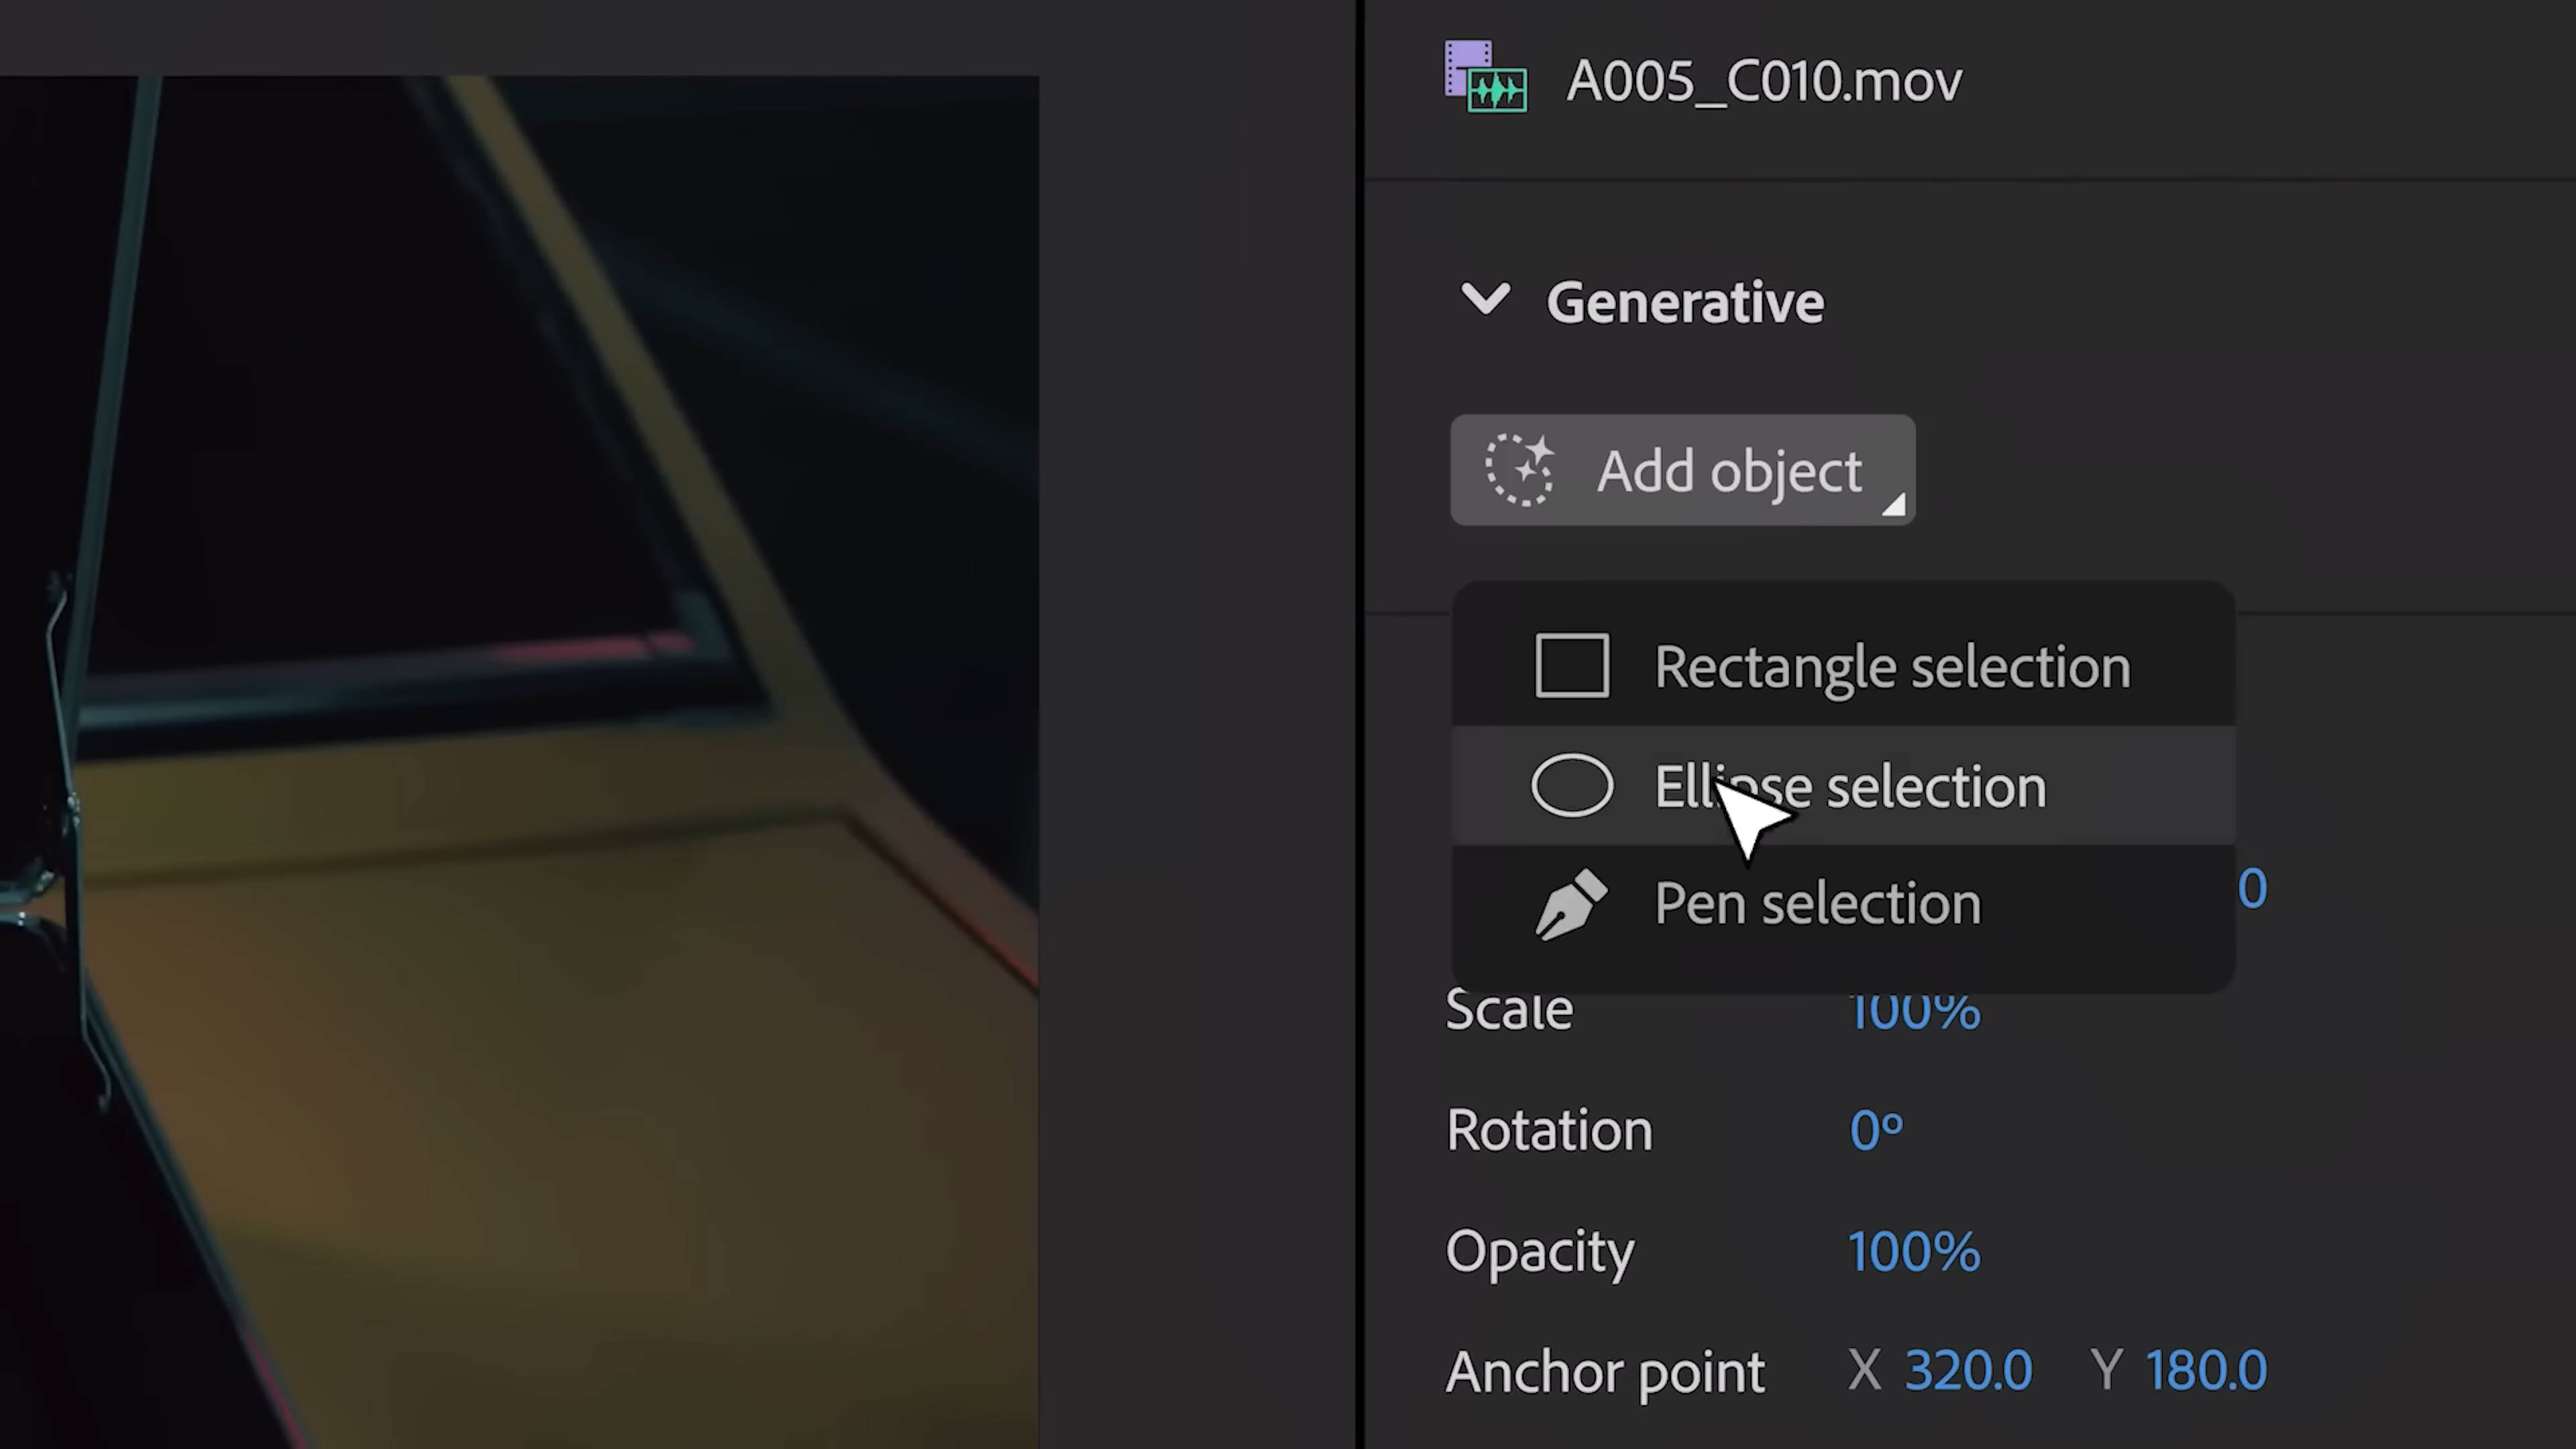 A005_C010.mov
Generative
Add object
Rectangle selection
Ellipse selection
Pen selection
0
Scale 100%
Rotation 0º
Opacity 100%
Anchor point X 320.0 Y 180.0